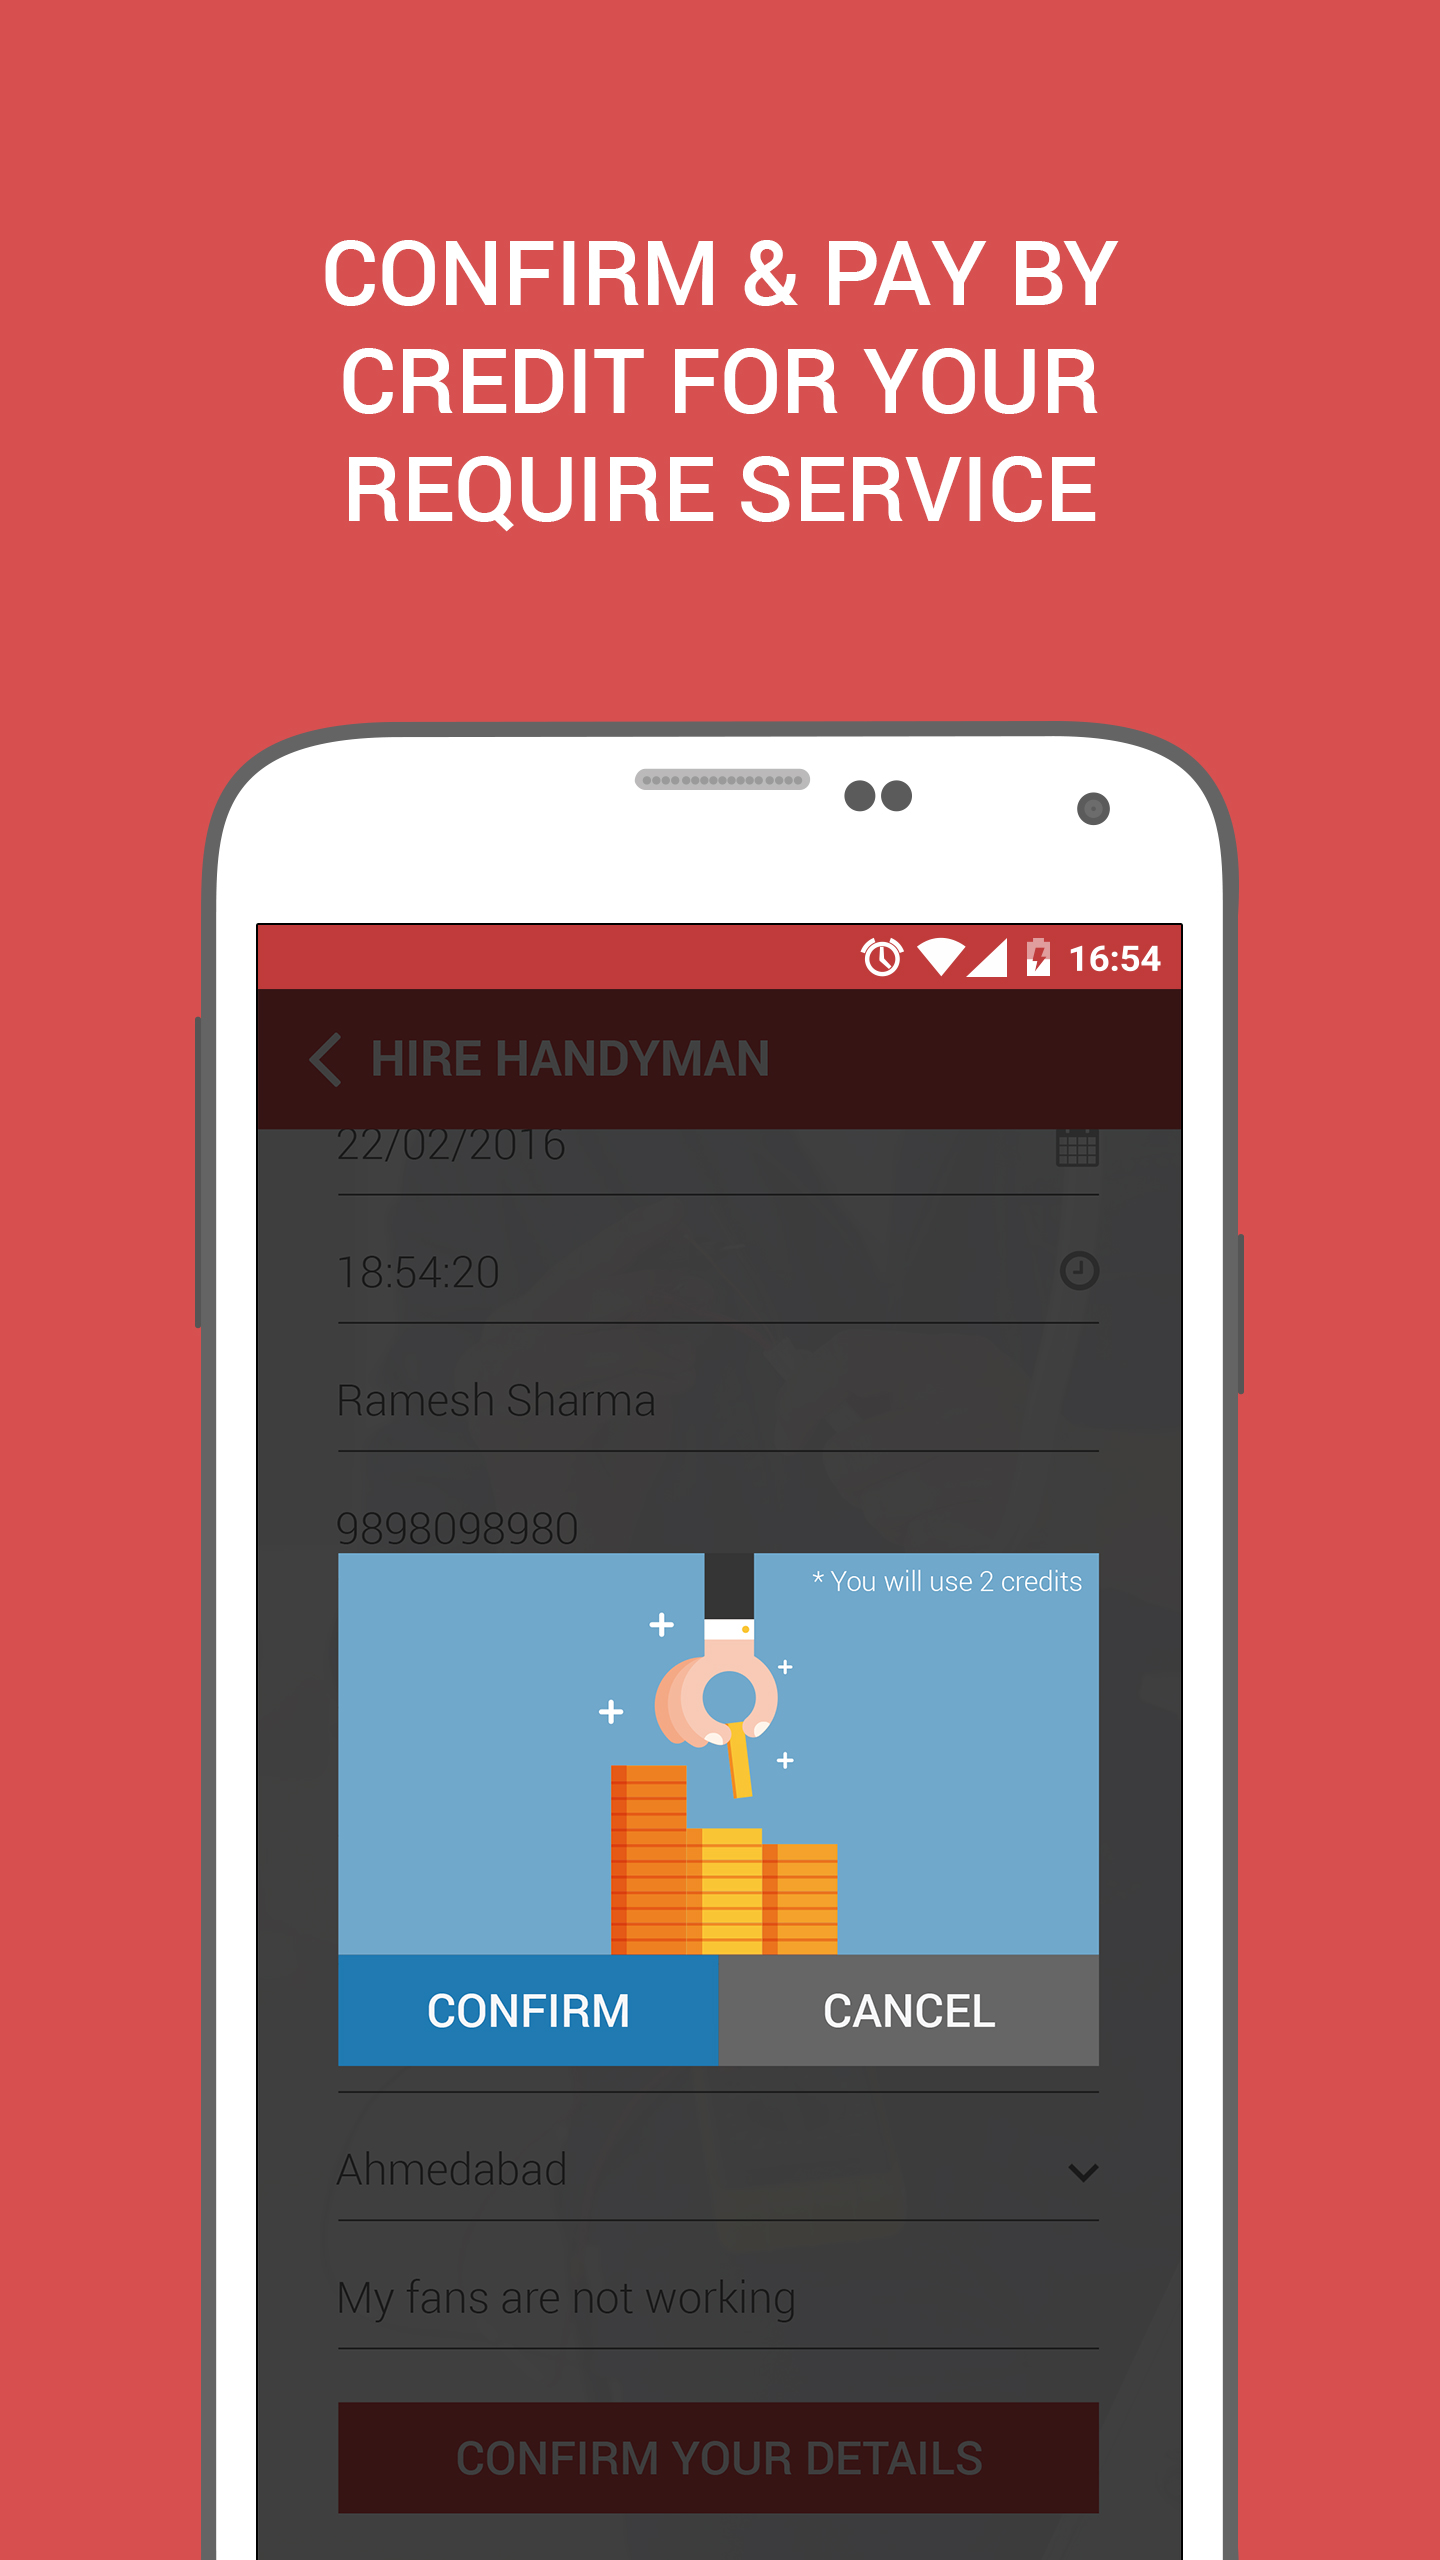 CONFIRM & PAY BY
CREDIT FOR YOUR
REQUIRE SERVICE
16:54
HIRE HANDYMAN
22/02/2016
18:54:20
Ramesh Sharma
9898098980
* You will use 2 credits
CONFIRM
CANCEL
Ahmedabad
My fans are not working
CONFIRM YOUR DETAILS